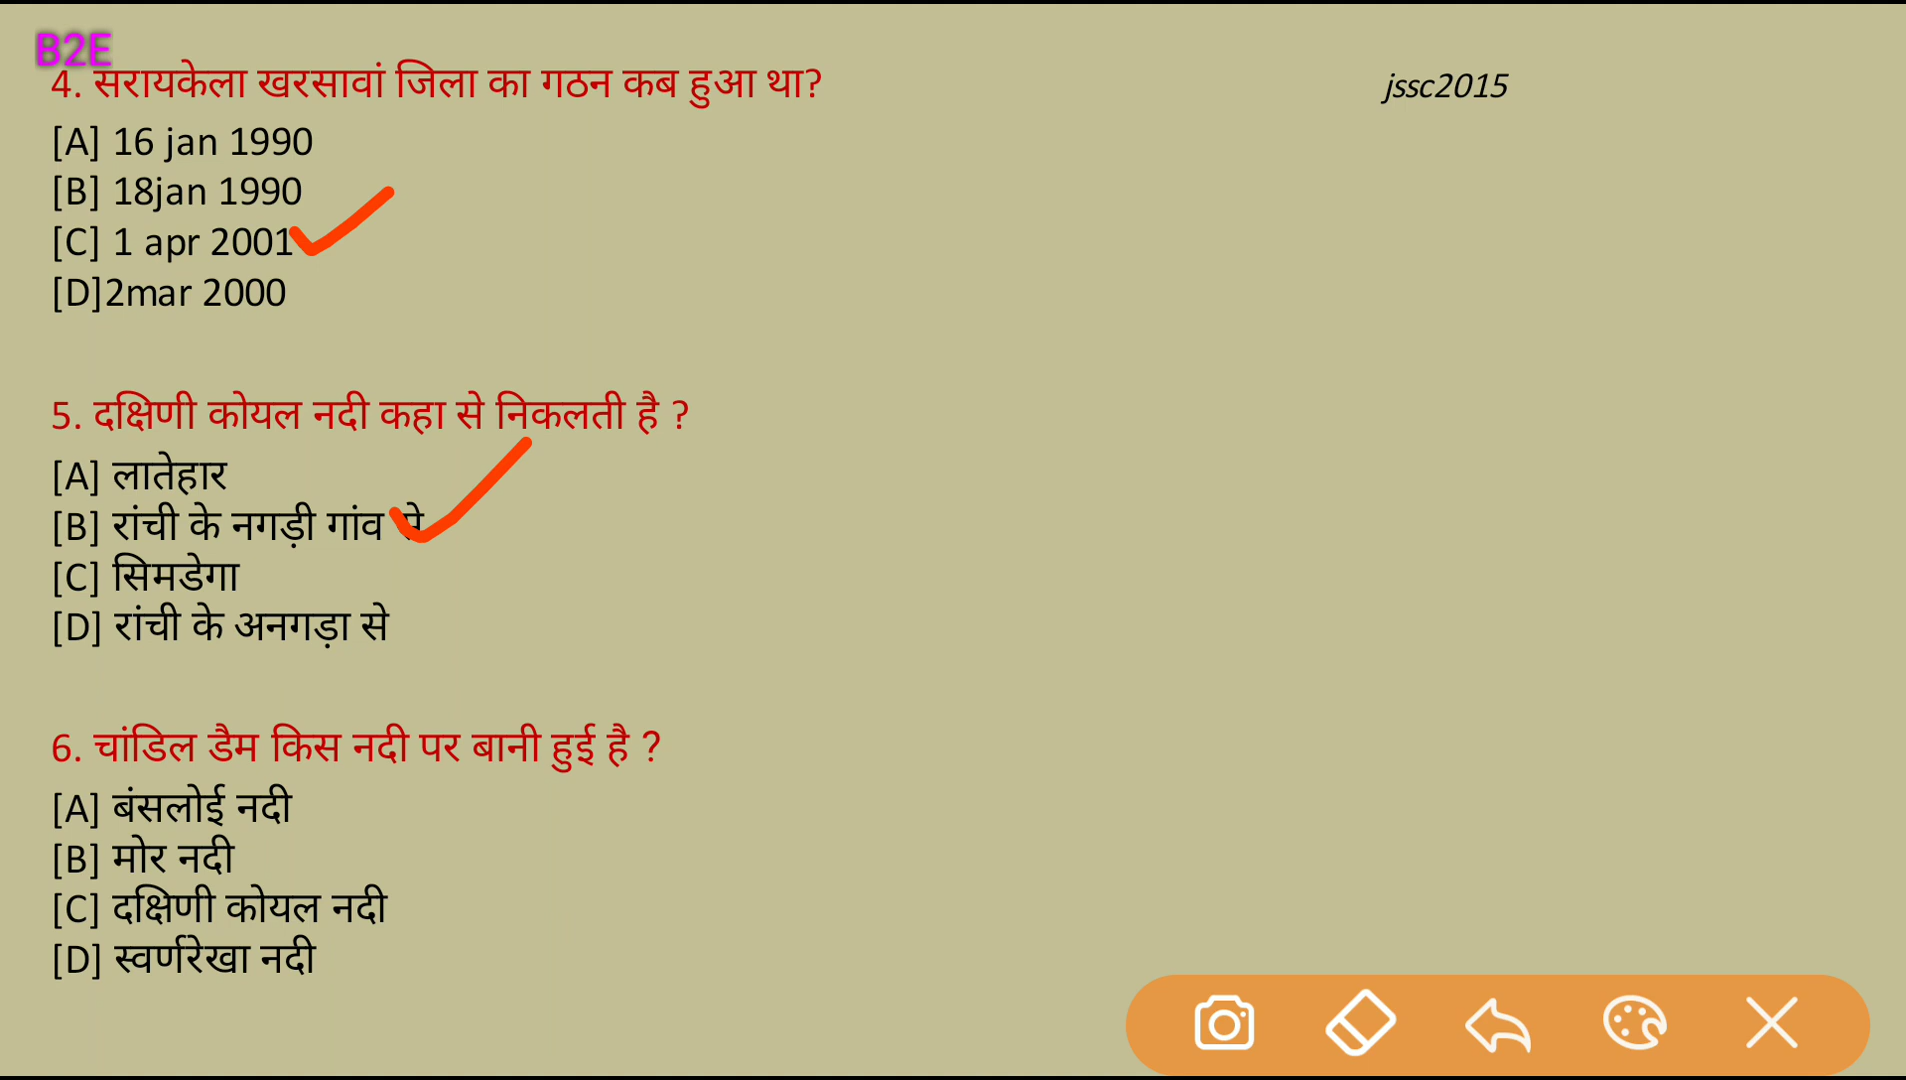 B2E
4. सरायकेला खरसावां जिला का गठन कब हुआ था? jssc2015
[A] 16 jan 1990
[B] 18jan 1990
[C] 1 apr 2001
[D]2mar 2000
5. दक्षिणी कोयल नदी कहा से निकलती है ?
[A] लातेहार
[B] रांची के नगड़ी गांव से
[C] सिमडेगा
[D] रांची के अनगड़ा से
6. चांडिल डैम किस नदी पर बानी हुई है ?
[A] बंसलोई नदी
[B] मोर नदी
[C] दक्षिणी कोयल नदी
[D] स्वर्णरेखा नदी